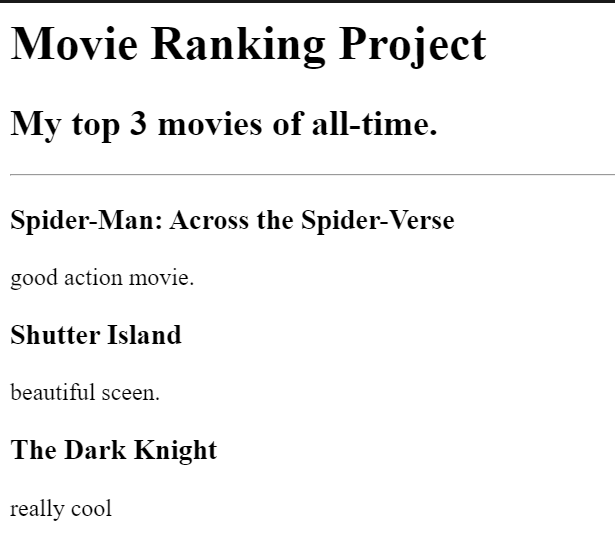 Movie Ranking Project
My top 3 movies of all-time.
Spider-Man: Across the Spider-Verse
good action movie.
Shutter Island
beautiful sceen.
The Dark Knight
really cool